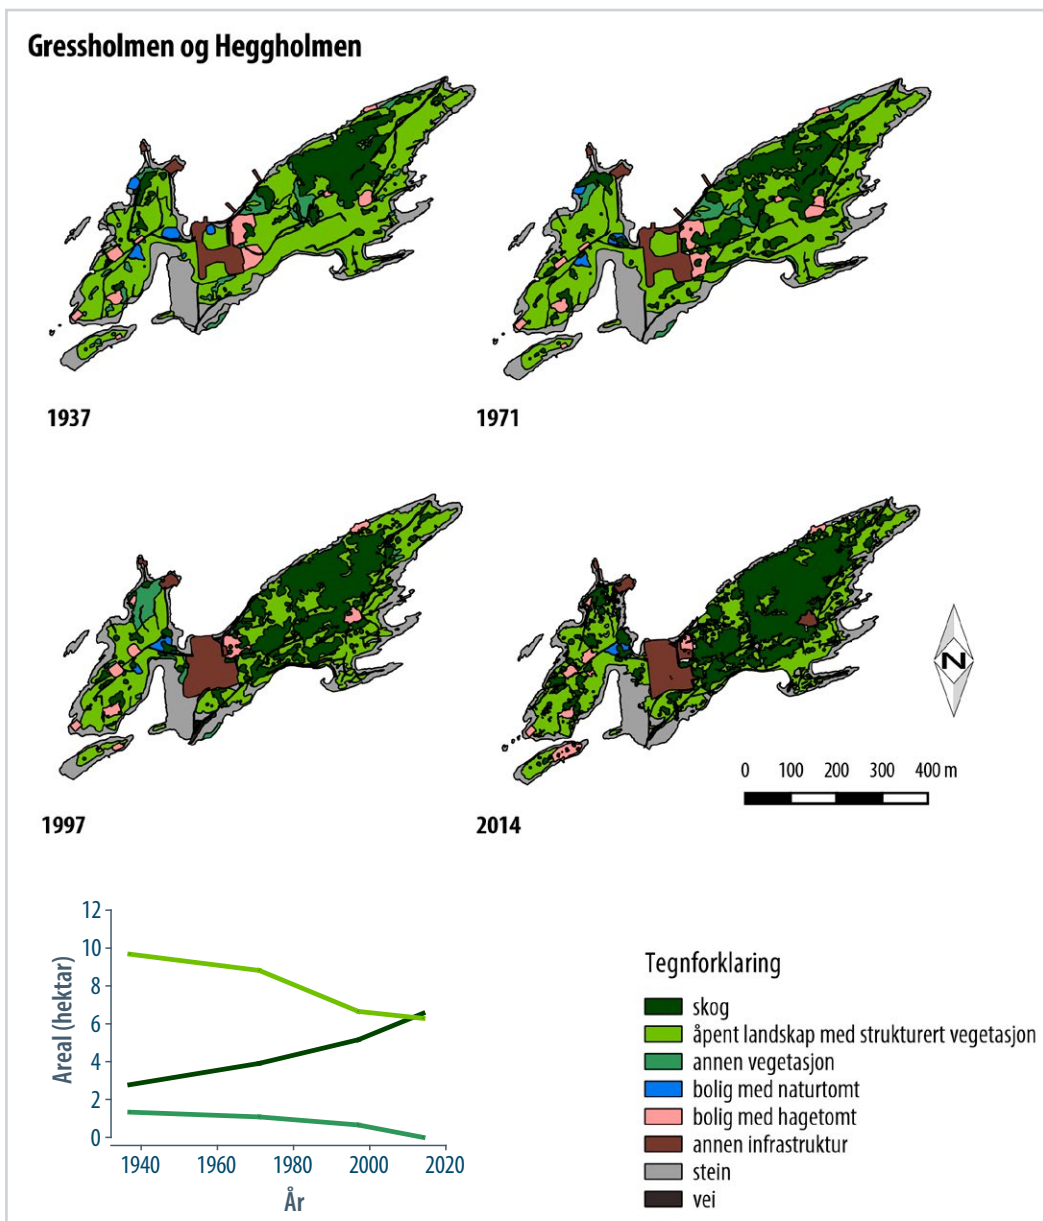 Gressholmen og Heggholmen
1937
1971
1997
2014
N
0 100 200 300 400 m
12
10
8
6
4
2
0
Areal (hektar)
1940 1960 1980 2000 2020
År
Tegnforklaring
skog
åpent landskap med strukturert vegetasjon
annen vegetasjon
bolig med naturtomt
bolig med hagetomt
annen infrastruktur
stein
vei